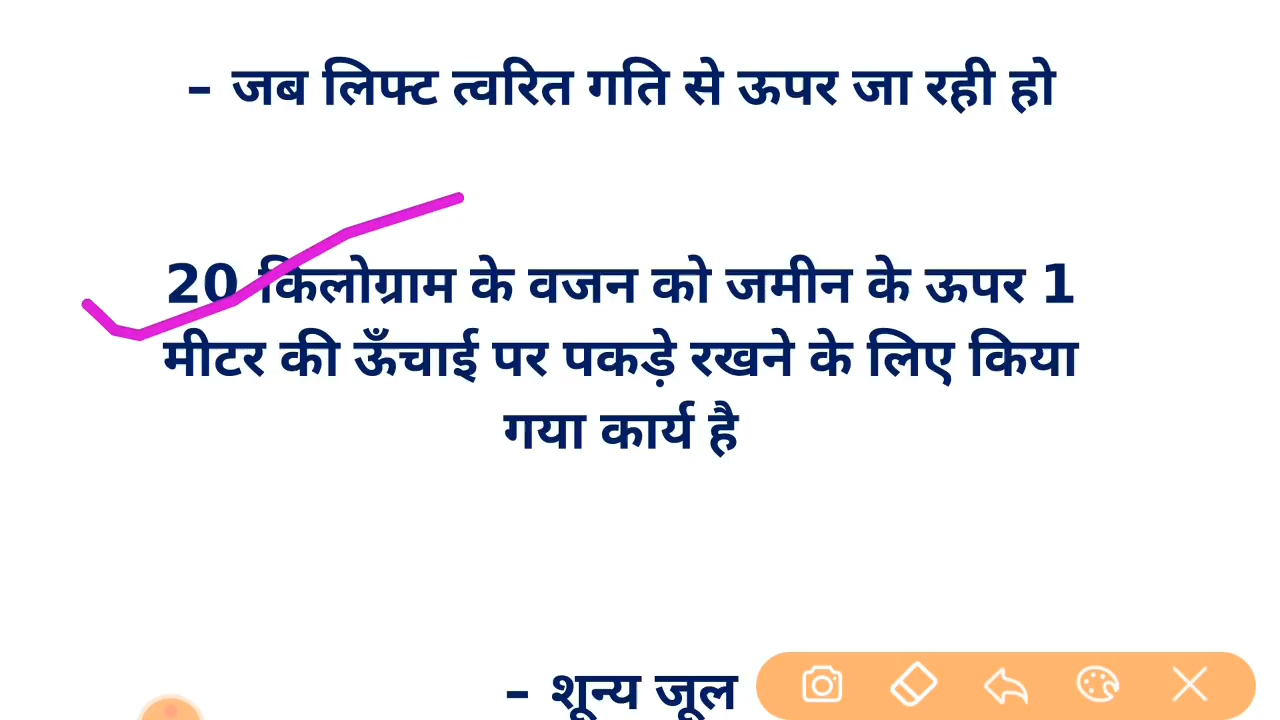 – जब लिफ्ट त्वरित गति से ऊपर जा रही हो
20 किलोग्राम के वजन को जमीन के ऊपर 1
मीटर की ऊँचाई पर पकड़े रखने के लिए किया
गया कार्य है
– शून्य जूल